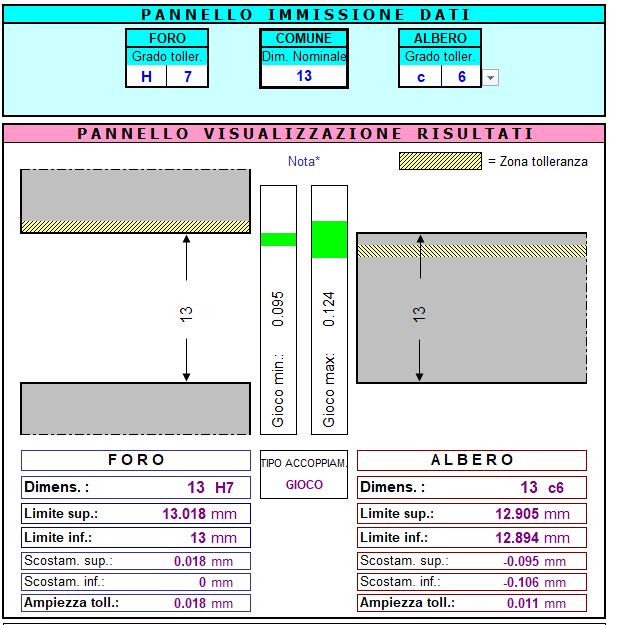 PANNELLO IMMISSIONE DATI
FORO
Grado toller.
H 7
COMUNE
Dim. Nominale
13
ALBERO
Grado toller.
c 6
PANNELLO VISUALIZZAZIONE RISULTATI
Nota*
= Zona tolleranza
13
Gioco min.: 0.095
Gioco max: 0.124
13
FORO
Dimens. : 13 H7
Limite sup.: 13.018 mm
Limite inf.: 13 mm
Scostam. sup.: 0.018 mm
Scostam. inf.: 0 mm
Ampiezza toll.: 0.018 mm
TIPO ACCOPPIAM.
GIOCO
ALBERO
Dimens. : 13 c6
Limite sup.: 12.905 mm
Limite inf.: 12.894 mm
Scostam. sup.: -0.095 mm
Scostam. inf.: -0.106 mm
Ampiezza toll.: 0.011 mm